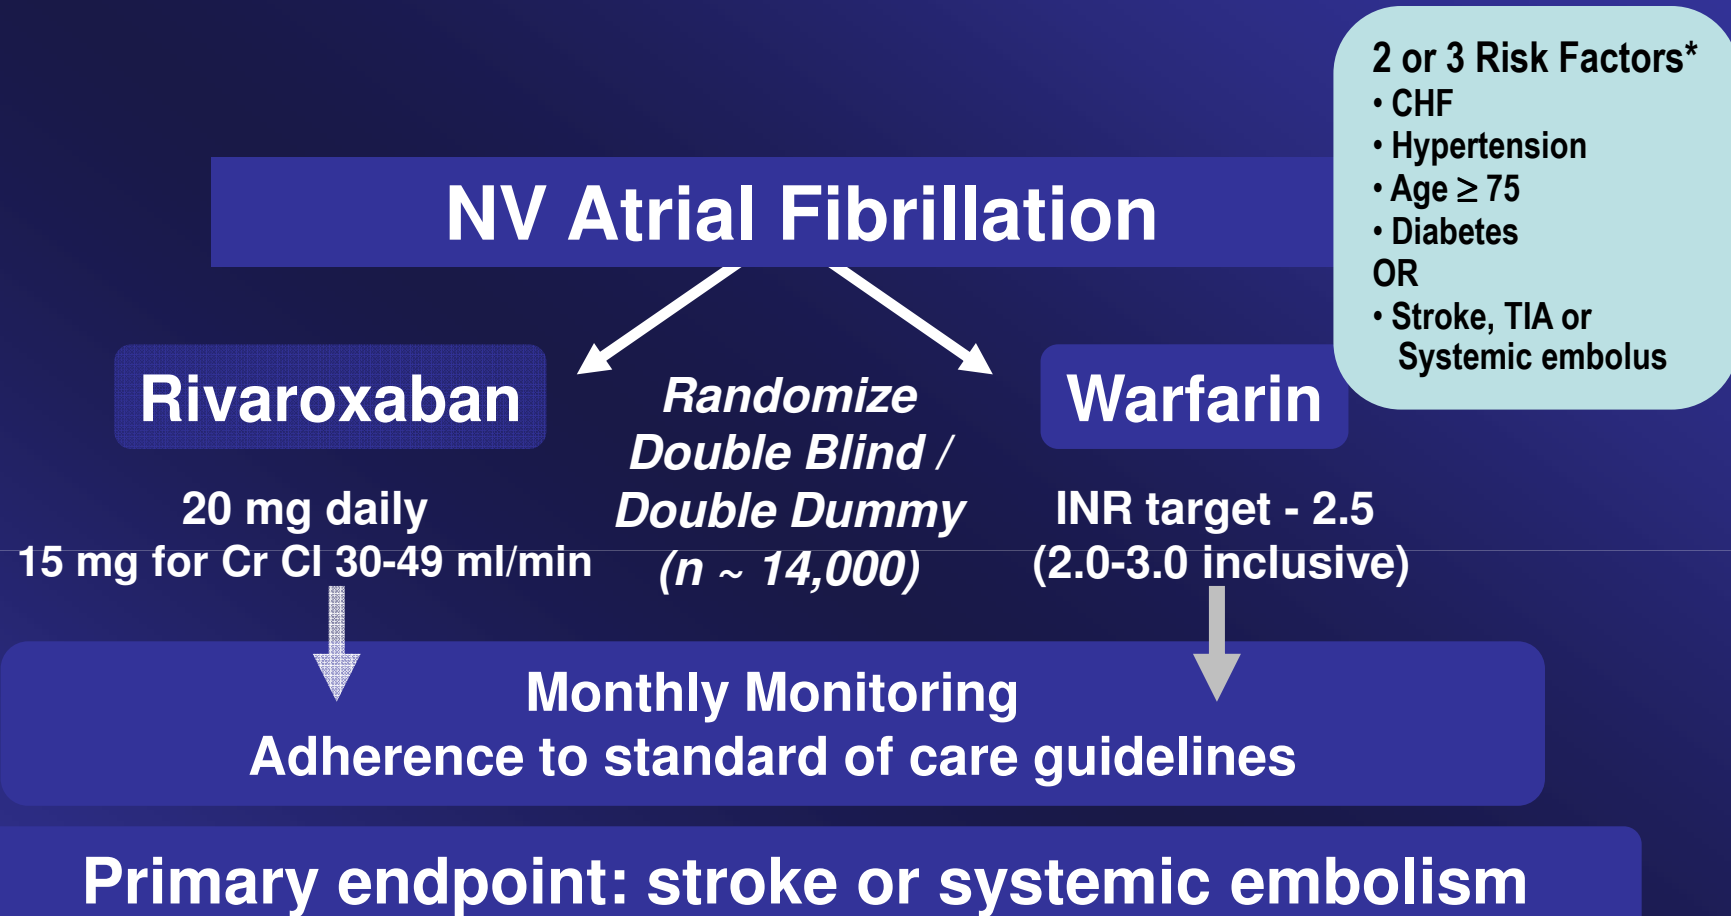 2 or 3 Risk Factors*
• CHF
• Hypertension
• Age ≥ 75
• Diabetes
OR
• Stroke, TIA or
Systemic embolus
NV Atrial Fibrillation
Rivaroxaban
20 mg daily
15 mg for Cr Cl 30-49 ml/min
Randomize
Double Blind /
Double Dummy
(n ~ 14,000)
Warfarin
INR target - 2.5
(2.0-3.0 inclusive)
Monthly Monitoring
Adherence to standard of care guidelines
Primary endpoint: stroke or systemic embolism